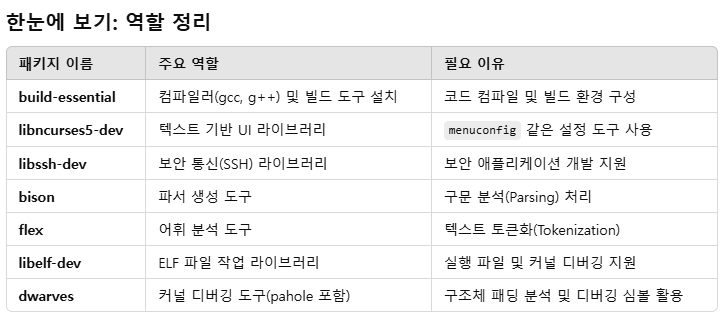 한눈에 보기: 역할 정리
패키지 이름 주요 역할 필요 이유
build-essential 컴파일러(gcc, g++) 및 빌드 도구 설치 코드 컴파일 및 빌드 환경 구성
libncurses5-dev 텍스트 기반 UI 라이브러리 menuconfig 같은 설정 도구 사용
libssh-dev 보안 통신(SSH) 라이브러리 보안 애플리케이션 개발 지원
bison 파서 생성 도구 구문 분석(Parsing) 처리
flex 어휘 분석 도구 텍스트 토큰화(Tokenization)
libelf-dev ELF 파일 작업 라이브러리 실행 파일 및 커널 디버깅 지원
dwarves 커널 디버깅 도구(pahole 포함) 구조체 패딩 분석 및 디버깅 심볼 활용